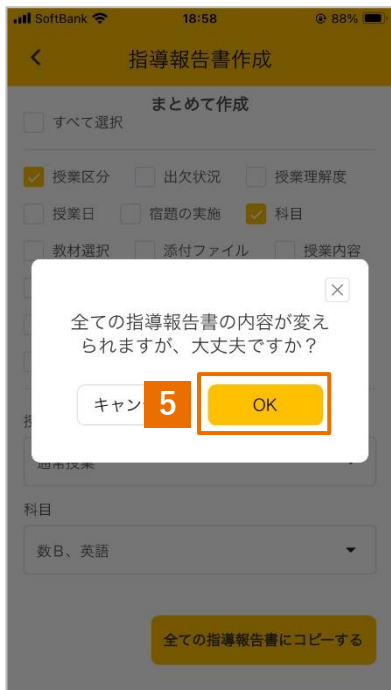 SoftBank 18:58 88%
指導報告書作成
まとめて作成
すべて選択
授業区分 出欠状況 授業理解度
授業日 宿題の実施 科目
教材選択 添付ファイル 授業内容
全ての指導報告書の内容が変え
られますが、大丈夫ですか？
キャン 5 OK
通常授業
科目
数B、英語
全ての指導報告書にコピーする